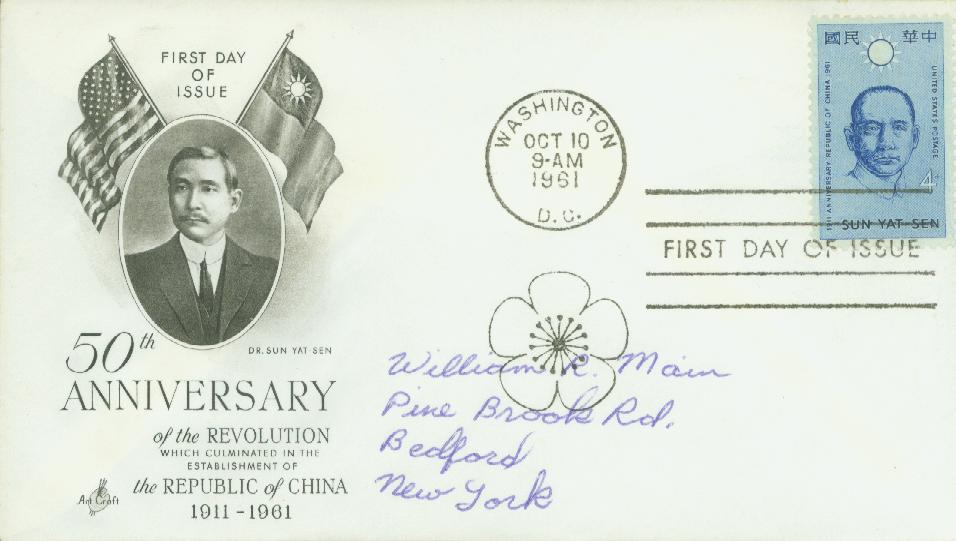 FIRST DAY
OF
ISSUE
DR. SUN YAT-SEN
50th
ANNIVERSARY
of the REVOLUTION
WHICH CULMINATED IN THE
ESTABLISHMENT OF
the REPUBLIC of CHINA
1911-1961
Art Craft
WASHINGTON
OCT 10
9-AM
1961
D.C.
國民 華中
1911 ANNIVERSARY REPUBLIC OF CHINA 1961
UNITED STATES POSTAGE
4¢
SUN YAT-SEN
FIRST DAY OF ISSUE
William R. Main
Pine Brook Rd.
Bedford
New York